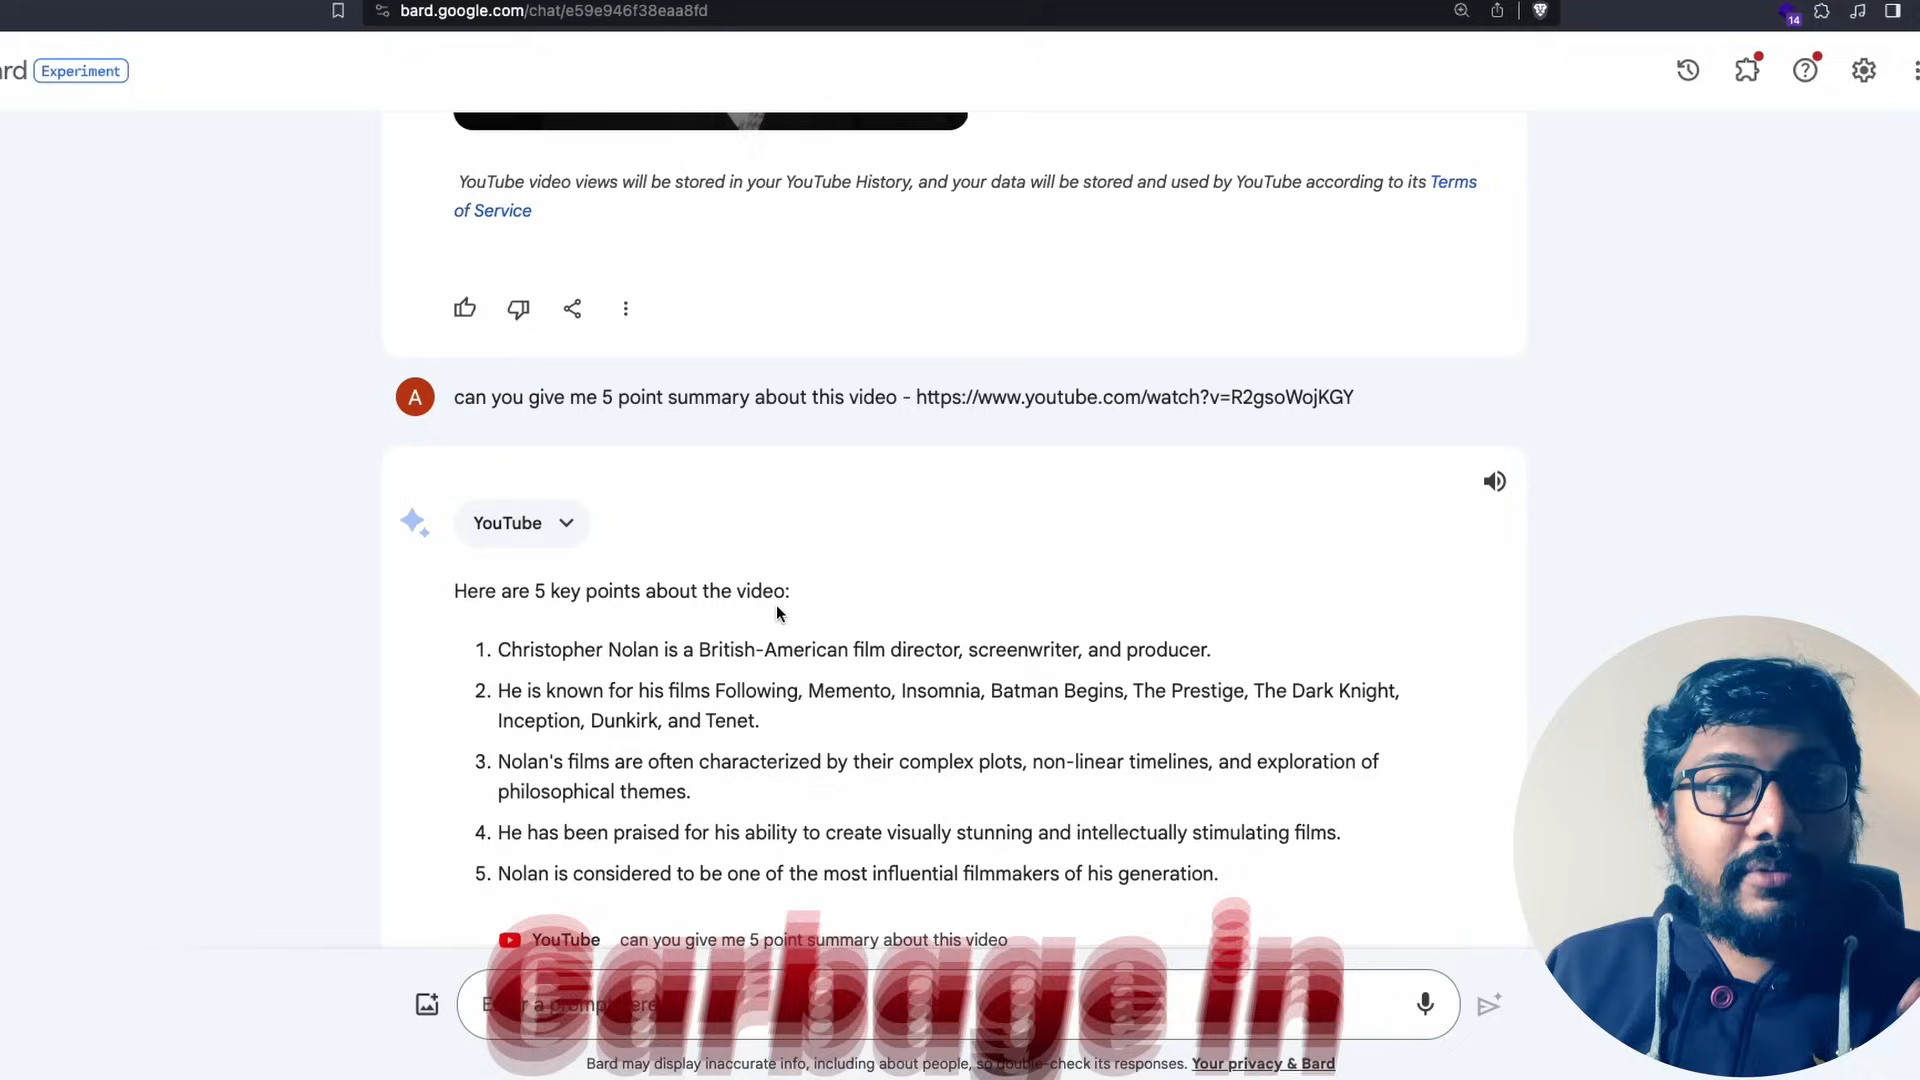 bard.google.com/chat/e59e946f38eaa8fd
14
Experiment
YouTube video views will be stored in your YouTube History, and your data will be stored and used by YouTube according to its Terms
of Service
A can you give me 5 point summary about this video - https://www.youtube.com/watch?v=R2gsoWojKGY
YouTube
Here are 5 key points about the video:
1. Christopher Nolan is a British-American film director, screenwriter, and producer.
2. He is known for his films Following, Memento, Insomnia, Batman Begins, The Prestige, The Dark Knight,
Inception, Dunkirk, and Tenet.
3. Nolan's films are often characterized by their complex plots, non-linear timelines, and exploration of
philosophical themes.
4. He has been praised for his ability to create visually stunning and intellectually stimulating films.
5. Nolan is considered to be one of the most influential filmmakers of his generation.
YouTube can you give me 5 point summary about this video
Garbage in
Bard may display inaccurate info, including about people, so double-check its responses. Your privacy & Bard